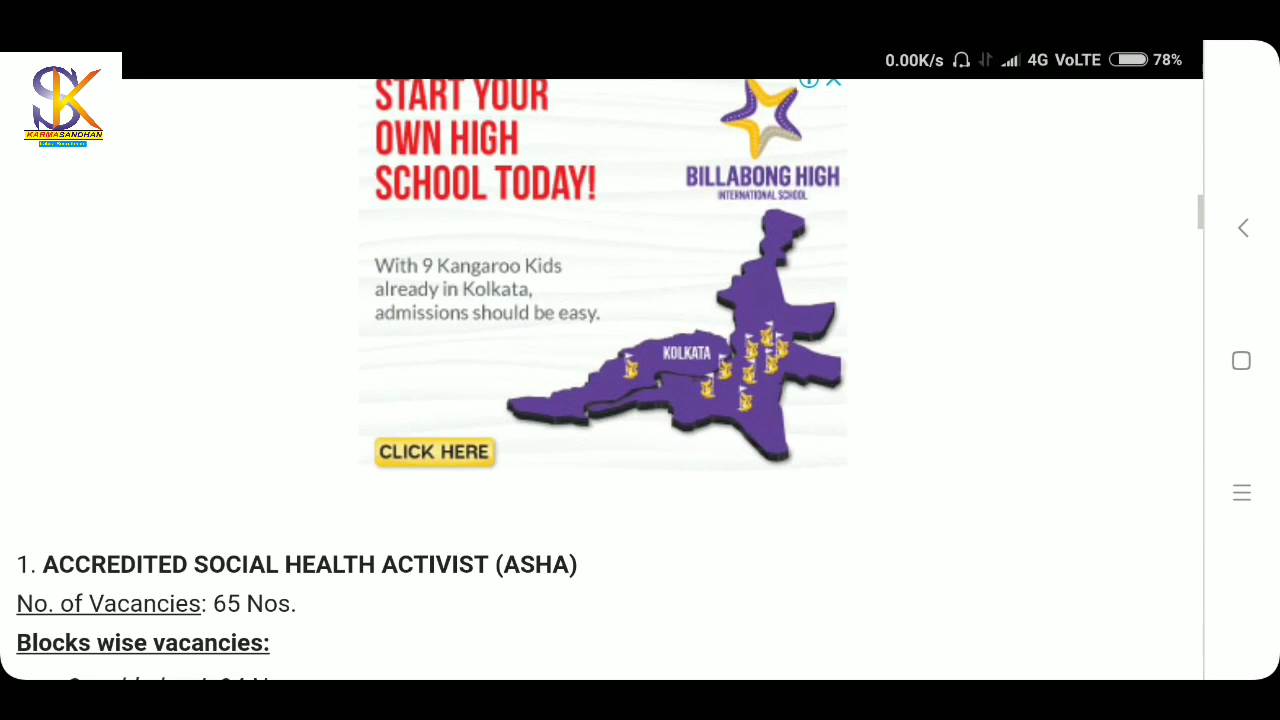 0.00K/s 4G VoLTE 78%
SK
KARMASANDHAN
START YOUR
OWN HIGH
SCHOOL TODAY!
BILLABONG HIGH
INTERNATIONAL SCHOOL
With 9 Kangaroo Kids
already in Kolkata,
admissions should be easy.
KOLKATA
CLICK HERE
1. ACCREDITED SOCIAL HEALTH ACTIVIST (ASHA)
No. of Vacancies: 65 Nos.
Blocks wise vacancies: